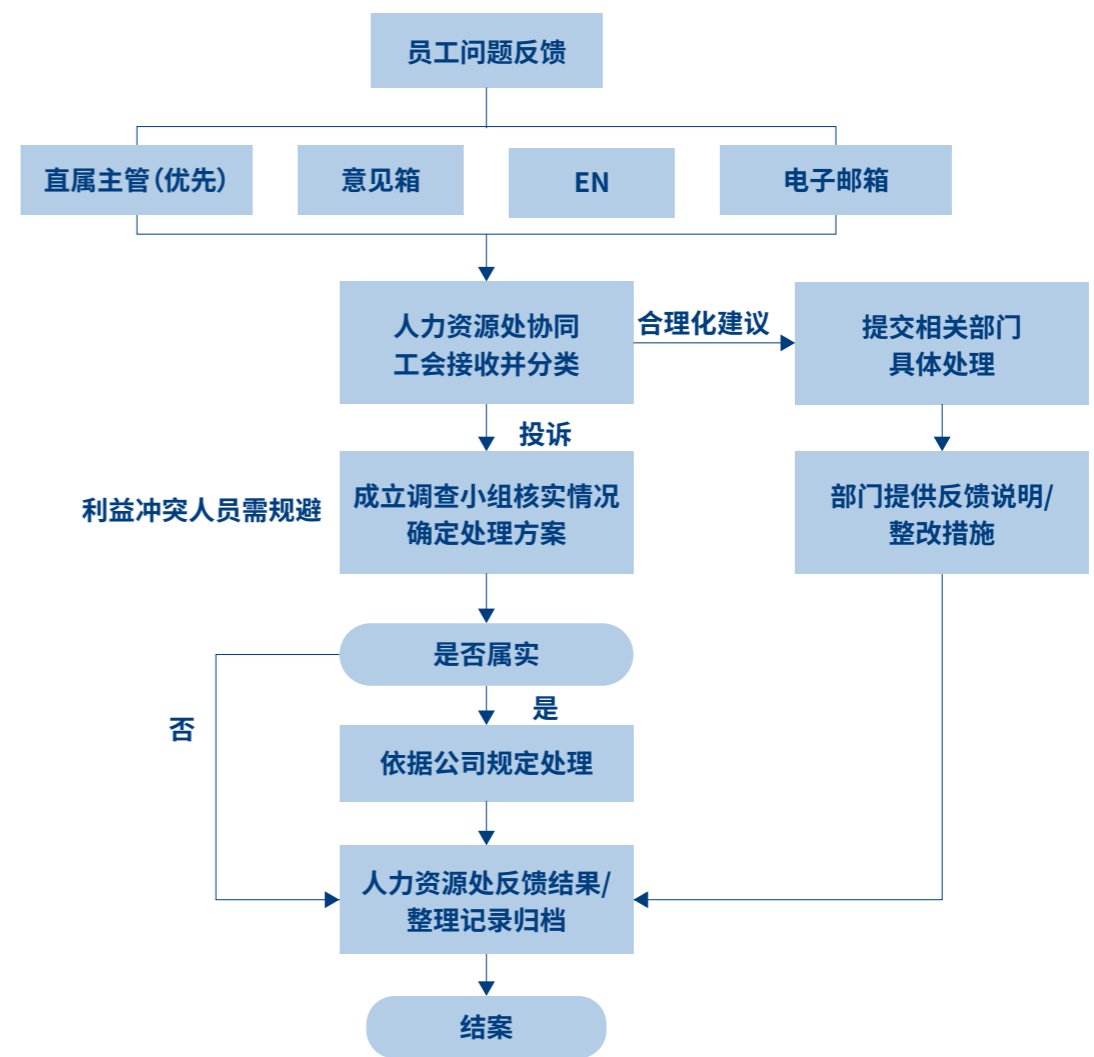 员工问题反馈
直属主管（优先）
意见箱
EN
电子邮箱
人力资源处协同
工会接收并分类
合理化建议
提交相关部门
具体处理
投诉
利益冲突人员需规避
成立调查小组核实情况
确定处理方案
部门提供反馈说明/
整改措施
是否属实
否
是
依据公司规定处理
人力资源处反馈结果/
整理记录归档
结案